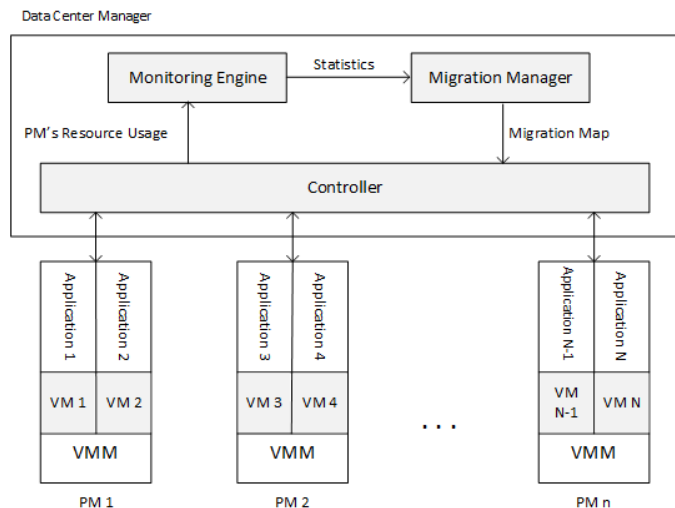 Data Center Manager
Monitoring Engine
Statistics
Migration Manager
PM's Resource Usage
Migration Map
Controller
Application 1
Application 2
Application 3
Application 4
Application N-1
Application N
VM 1
VM 2
VM 3
VM 4
VM
N-1
VM N
. . .
VMM
VMM
VMM
PM 1
PM 2
PM n